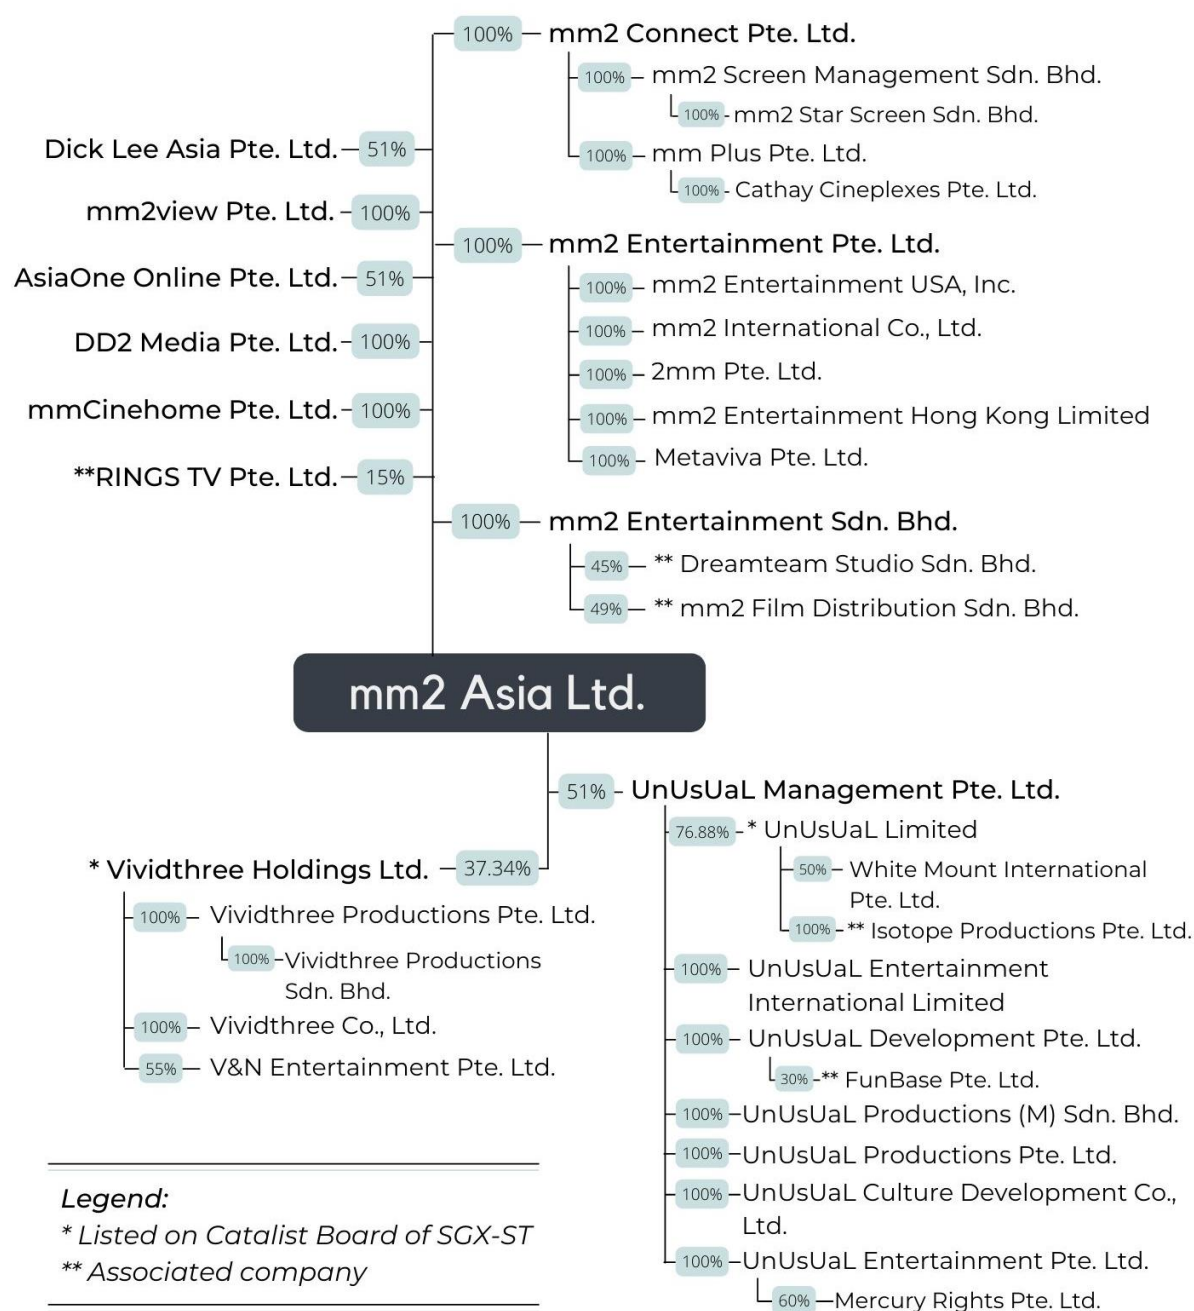 100% mm2 Connect Pte. Ltd.
100% mm2 Screen Management Sdn. Bhd.
100% mm2 Star Screen Sdn. Bhd.
100% mm Plus Pte. Ltd.
100% Cathay Cineplexes Pte. Ltd.
Dick Lee Asia Pte. Ltd. 51%
mm2view Pte. Ltd. 100%
AsiaOne Online Pte. Ltd. 51%
DD2 Media Pte. Ltd. 100%
mmCinehome Pte. Ltd. 100%
**RINGS TV Pte. Ltd. 15%
100% mm2 Entertainment Pte. Ltd.
100% mm2 Entertainment USA, Inc.
100% mm2 International Co., Ltd.
100% 2mm Pte. Ltd.
100% mm2 Entertainment Hong Kong Limited
100% Metaviva Pte. Ltd.
100% mm2 Entertainment Sdn. Bhd.
45% ** Dreamteam Studio Sdn. Bhd.
49% ** mm2 Film Distribution Sdn. Bhd.
mm2 Asia Ltd.
51% UnUsUaL Management Pte. Ltd.
76.88% * UnUsUaL Limited
50% White Mount International
Pte. Ltd.
100% ** Isotope Productions Pte. Ltd.
100% UnUsUaL Entertainment
International Limited
100% UnUsUaL Development Pte. Ltd.
30% ** FunBase Pte. Ltd.
100% UnUsUaL Productions (M) Sdn. Bhd.
100% UnUsUaL Productions Pte. Ltd.
100% UnUsUaL Culture Development Co.,
Ltd.
100% UnUsUaL Entertainment Pte. Ltd.
60% Mercury Rights Pte. Ltd.
* Vividthree Holdings Ltd. 37.34%
100% Vividthree Productions Pte. Ltd.
100% Vividthree Productions
Sdn. Bhd.
100% Vividthree Co., Ltd.
55% V&N Entertainment Pte. Ltd.
Legend:
* Listed on Catalist Board of SGX-ST
** Associated company